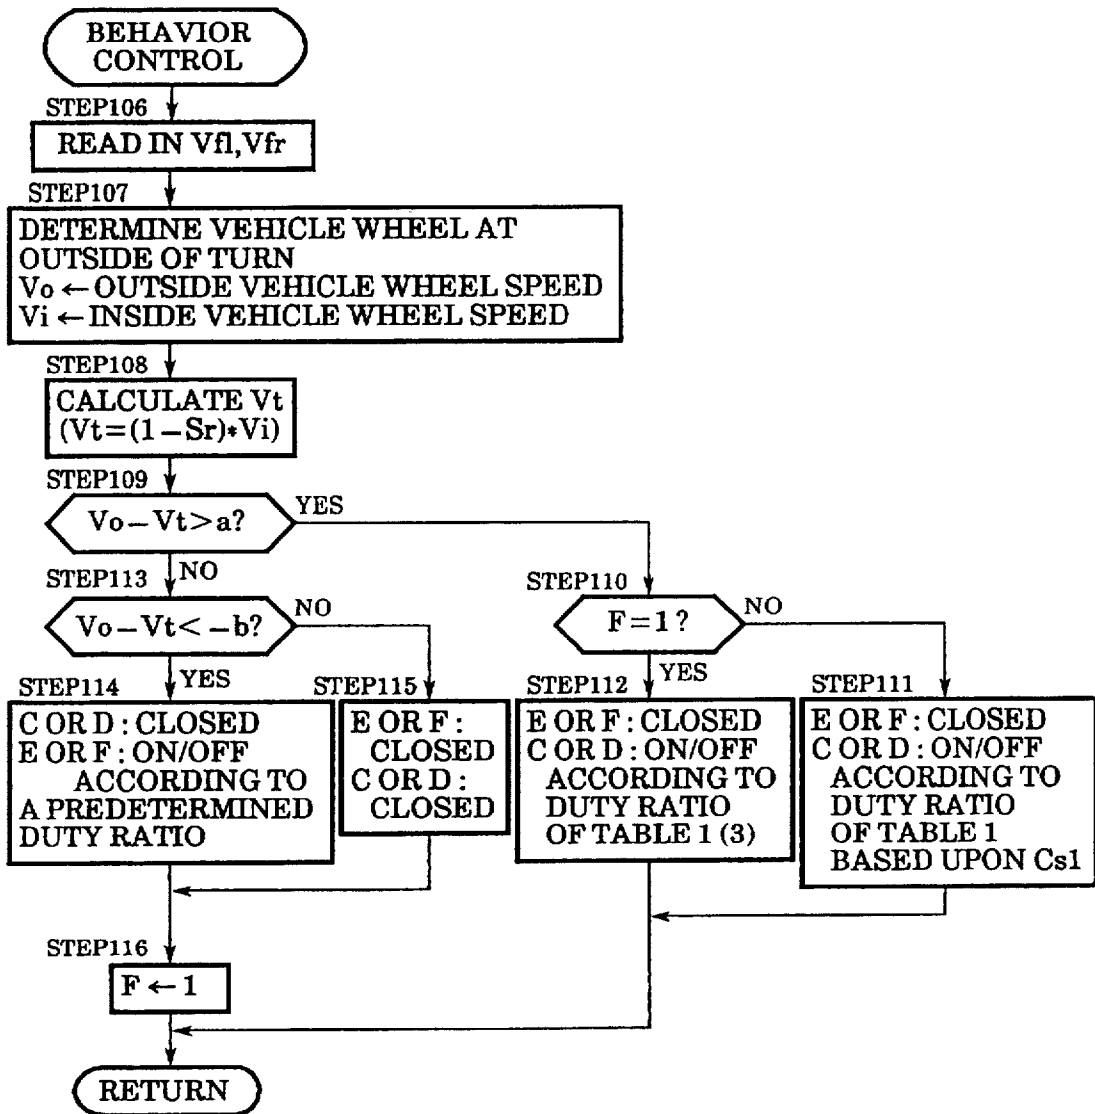 BEHAVIOR
CONTROL
STEP106
READ IN Vfl,Vfr
STEP107
DETERMINE VEHICLE WHEEL AT
OUTSIDE OF TURN
Vo ← OUTSIDE VEHICLE WHEEL SPEED
Vi ← INSIDE VEHICLE WHEEL SPEED
STEP108
CALCULATE Vt
(Vt=(1－Sr)*Vi)
STEP109
Vo－Vt>a?
YES
NO
STEP113
Vo－Vt<－b?
NO
YES
STEP110
F=1?
NO
YES
STEP114
C OR D : CLOSED
E OR F : ON/OFF
ACCORDING TO
A PREDETERMINED
DUTY RATIO
STEP115
E OR F :
CLOSED
C OR D :
CLOSED
STEP112
E OR F : CLOSED
C OR D : ON/OFF
ACCORDING TO
DUTY RATIO
OF TABLE 1 (3)
STEP111
E OR F : CLOSED
C OR D : ON/OFF
ACCORDING TO
DUTY RATIO
OF TABLE 1
BASED UPON Cs1
STEP116
F ← 1
RETURN